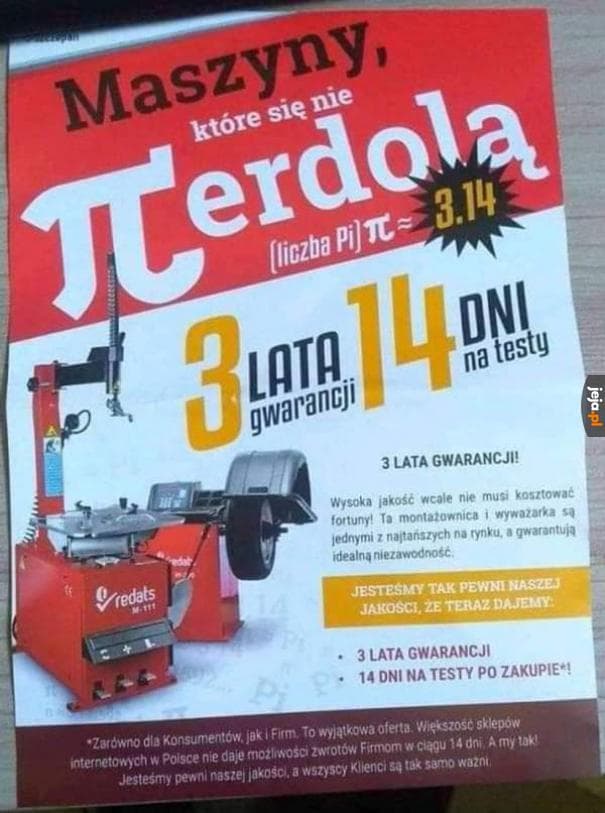 Maszyny,
które się nie
πerdolą
(liczba Pi) π ≈ 3.14
3 LATA gwarancji 14 DNI na testy
3 LATA GWARANCJI!
Wysoka jakość wcale nie musi kosztować
fortuny! Ta montażownica i wyważarka są
jednymi z najtańszych na rynku, a gwarantują
idealną niezawodność.
JESTEŚMY TAK PEWNI NASZEJ
JAKOŚCI, ŻE TERAZ DAJEMY:
• 3 LATA GWARANCJI
• 14 DNI NA TESTY PO ZAKUPIE*!
redats
M-111
redats
*Zarówno dla Konsumentów, jak i Firm. To wyjątkowa oferta. Większość sklepów
internetowych w Polsce nie daje możliwości zwrotów Firmom w ciągu 14 dni. A my tak!
Jesteśmy pewni naszej jakości, a wszyscy Klienci są tak samo ważni.
jeja.pl